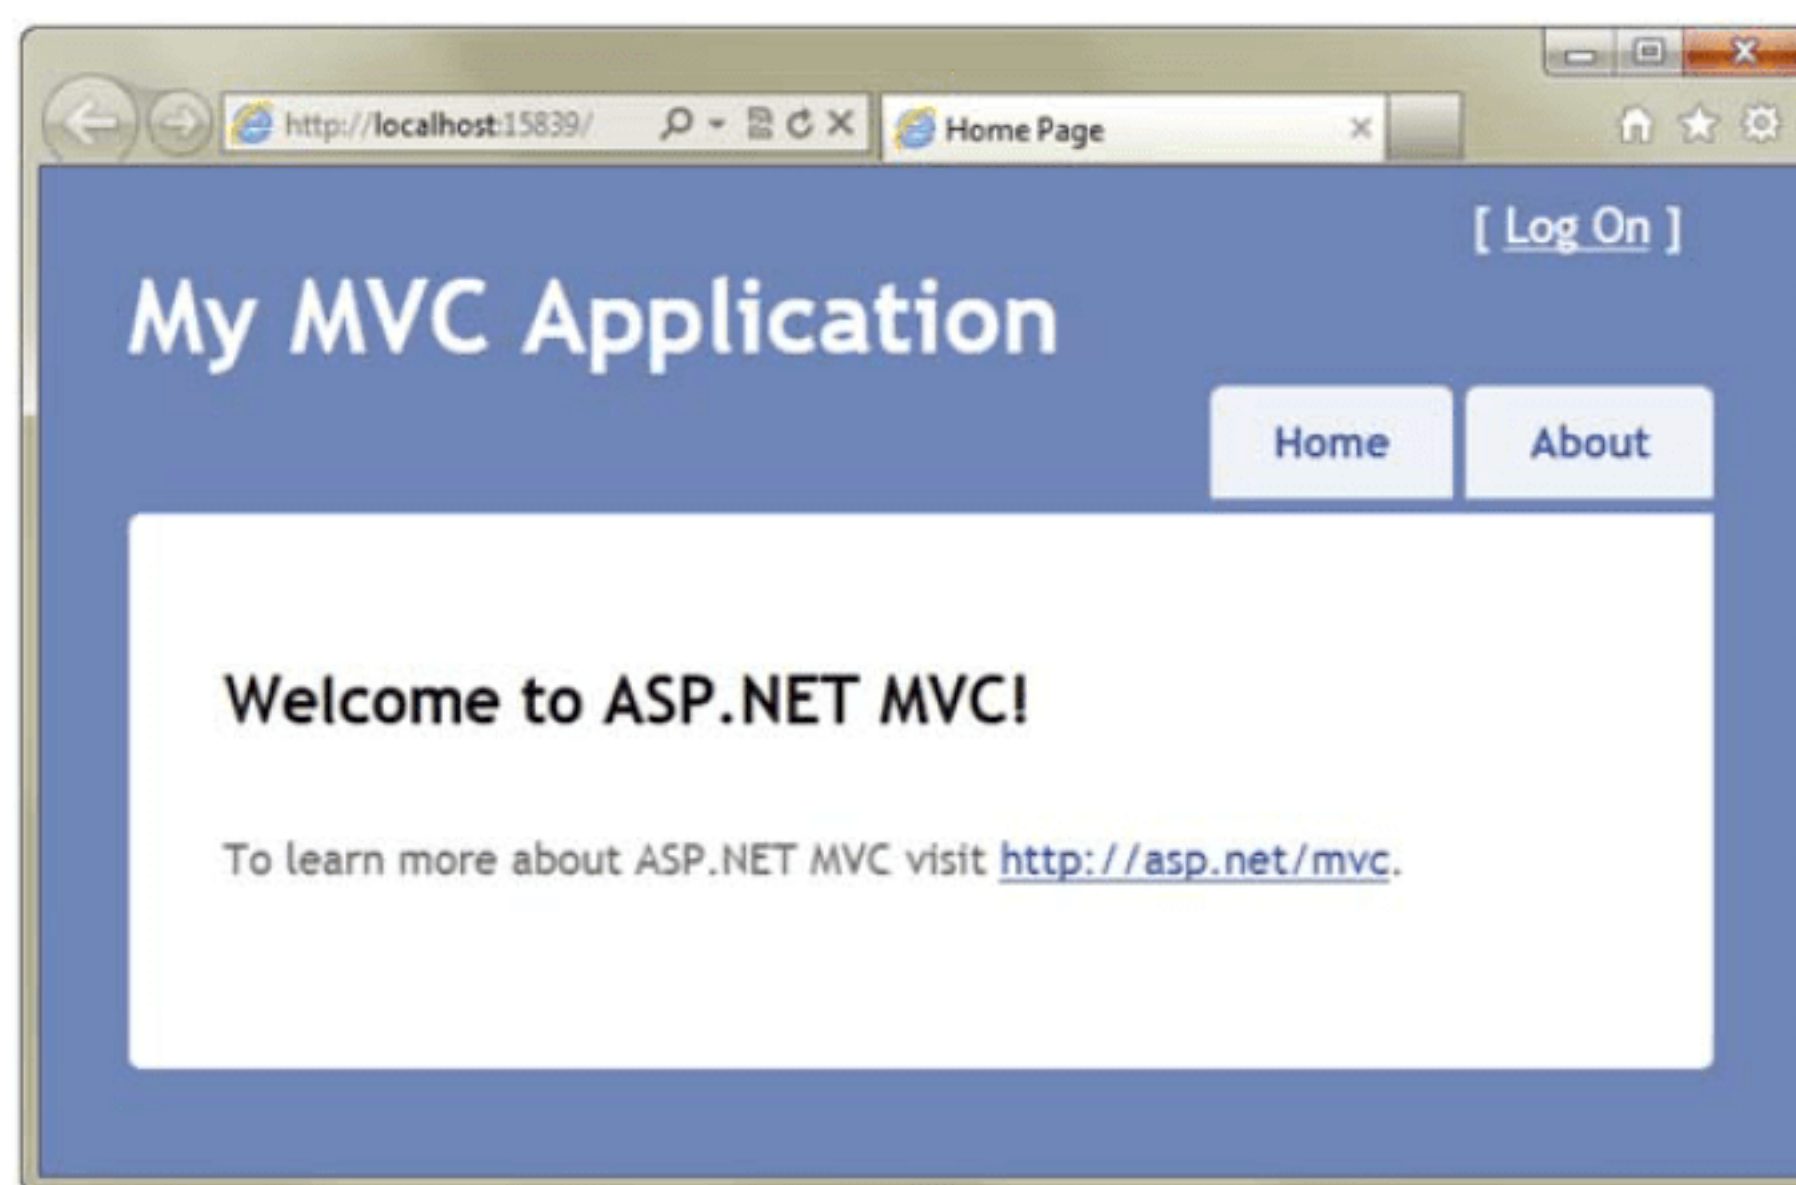 http://localhost:15839/
Home Page
[ Log On ]
My MVC Application
Home
About
Welcome to ASP.NET MVC!
To learn more about ASP.NET MVC visit http://asp.net/mvc.